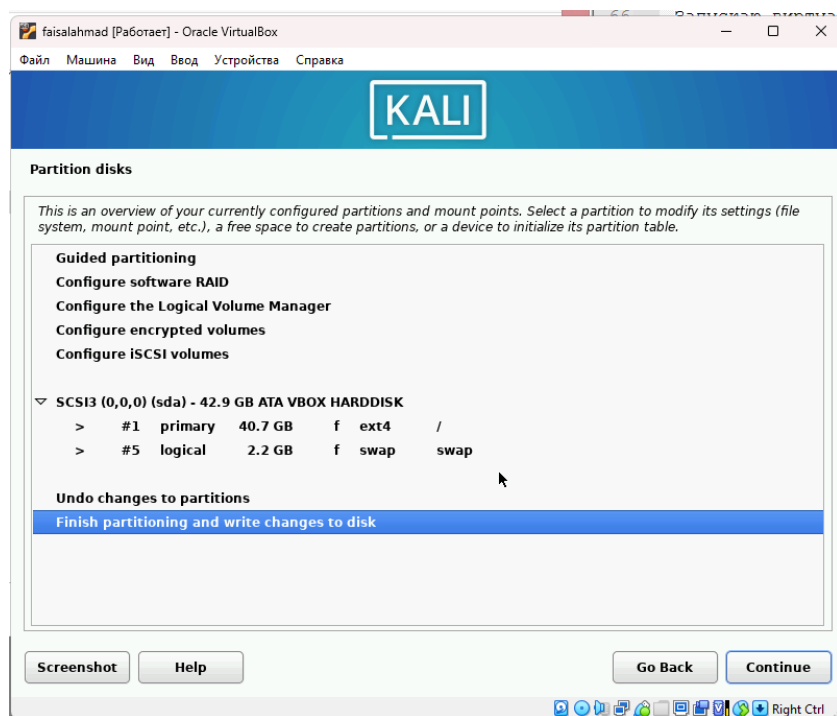 faisalahmad [Работает] - Oracle VirtualBox
Файл Машина Вид Ввод Устройства Справка
KALI
Partition disks
This is an overview of your currently configured partitions and mount points. Select a partition to modify its settings (file
system, mount point, etc.), a free space to create partitions, or a device to initialize its partition table.
Guided partitioning
Configure software RAID
Configure the Logical Volume Manager
Configure encrypted volumes
Configure iSCSI volumes
SCSI3 (0,0,0) (sda) - 42.9 GB ATA VBOX HARDDISK
> #1 primary 40.7 GB f ext4 /
> #5 logical 2.2 GB f swap swap
Undo changes to partitions
Finish partitioning and write changes to disk
Screenshot Help Go Back Continue
Right Ctrl